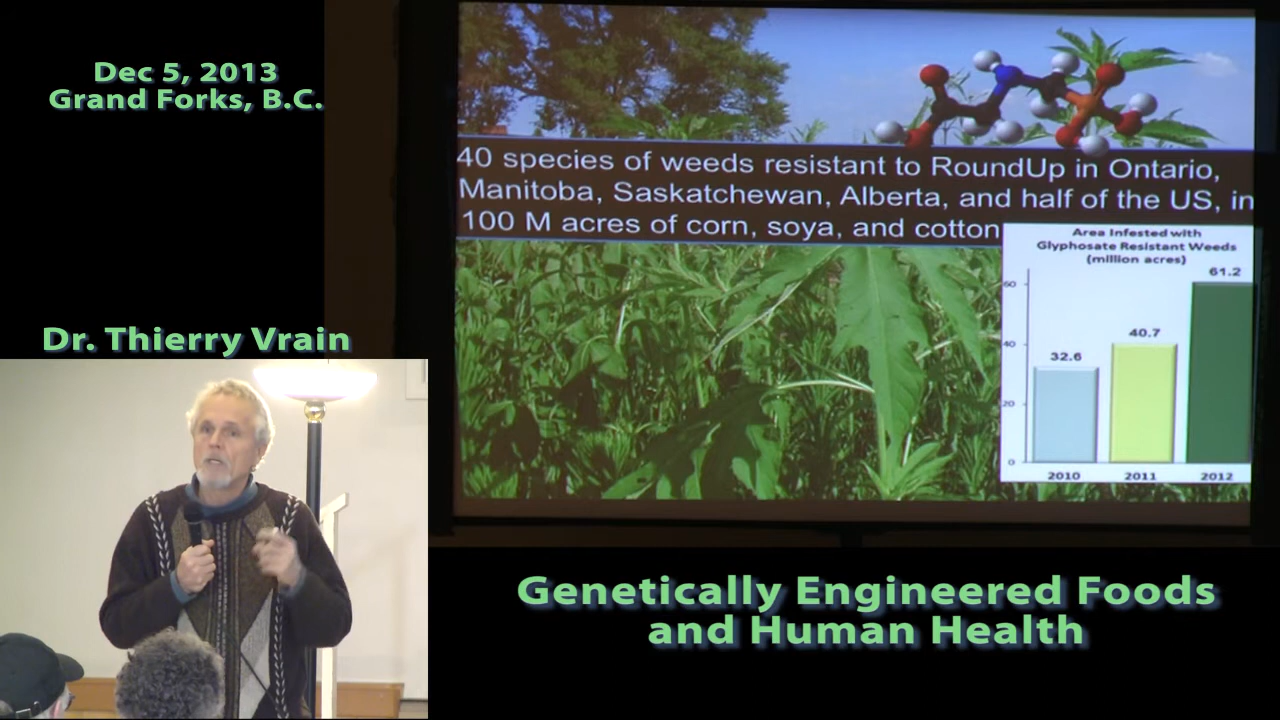 Dec 5, 2013
Grand Forks, B.C.
40 species of weeds resistant to RoundUp in Ontario,
Manitoba, Saskatchewan, Alberta, and half of the US, in
100 M acres of corn, soya, and cotton
Area Infested with
Glyphosate Resistant Weeds
(million acres)
61.2
60
40.7
40
32.6
20
0
2010 2011 2012
Dr. Thierry Vrain
Genetically Engineered Foods
and Human Health